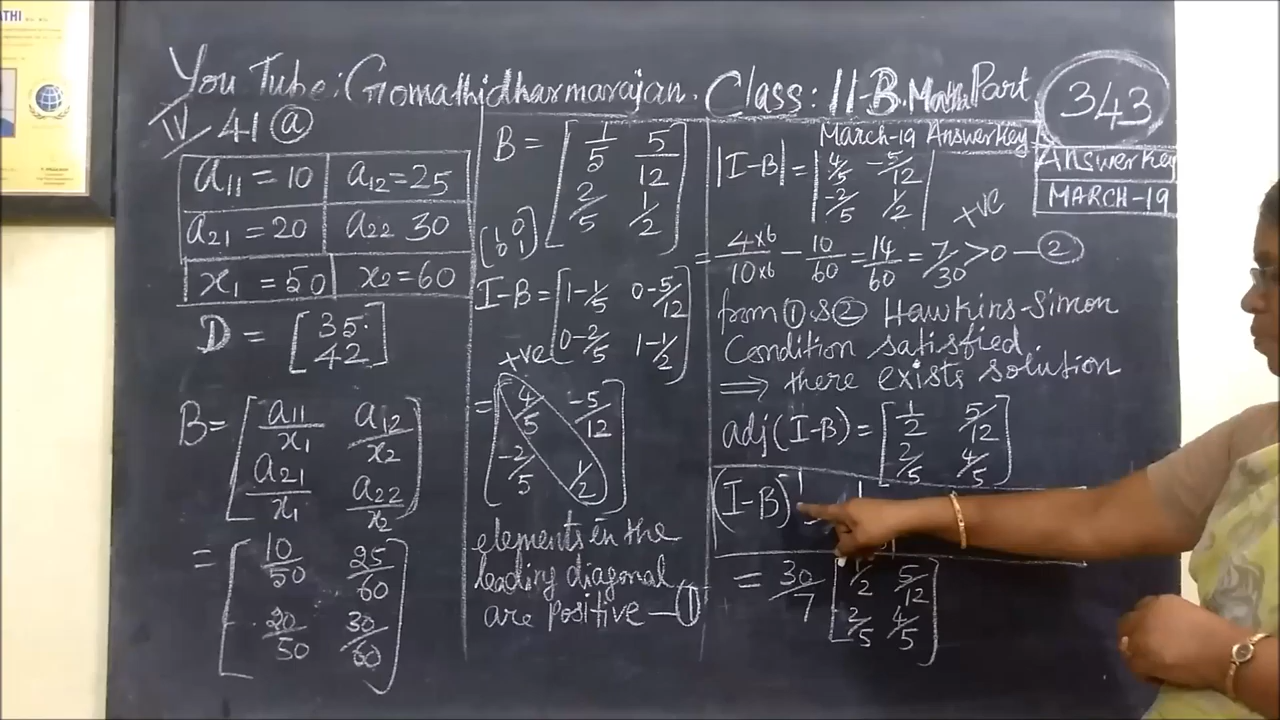 You Tube: Gomathidharmarajan. Class: 11-B. Maths Part 343
March-19 Answer Key
Answer Key
MARCH-19
IV 41 (a)
a11 = 10 a12 = 25
a21 = 20 a22 30
x1 = 50 x2 = 60
D = [35 42]
B = [a11/x1 a12/x2
a21/x1 a22/x2]
= [10/50 25/60
20/50 30/60]
B = [1/5 5/12
2/5 1/2]
(1 0
0 1)
I-B = [1-1/5 0-5/12
0-2/5 1-1/2]
+ve
= [4/5 -5/12
-2/5 1/2]
elements in the
leading diagonal
are positive — (1)
|I-B| = |4/5 -5/12
-2/5 1/2|
+ve
= 4×6/10×6 - 10/60 = 14/60 = 7/30 > 0 — (2)
from (1) & (2) Hawkins-Simon
Condition satisfied.
⟹ there exists solution
adj(I-B) = [1/2 5/12
2/5 4/5]
(I-B)^-1
= 30/7 [1/2 5/12
2/5 4/5]